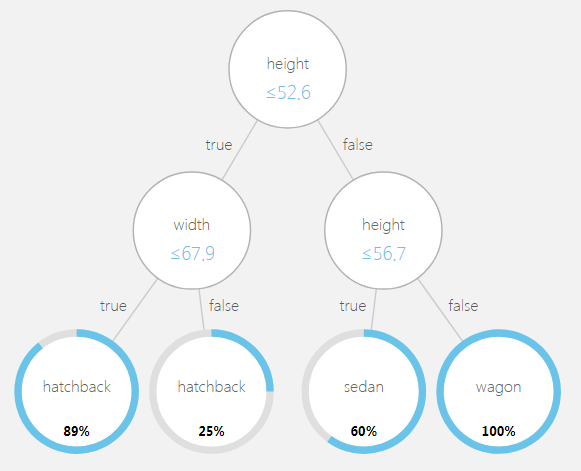 height
≤52.6
true
false
width
≤67.9
height
≤56.7
true
false
true
false
hatchback
89%
hatchback
25%
sedan
60%
wagon
100%